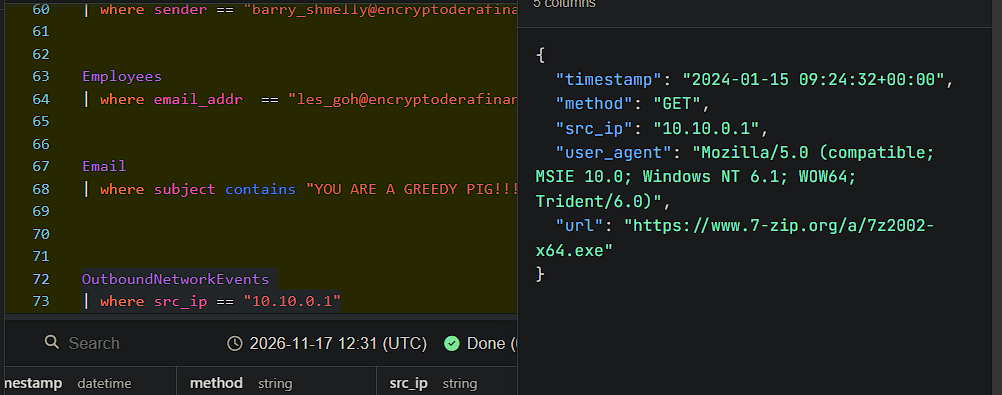 60 | where sender == "barry_shmelly@encryptoderafinan
61
62
63 Employees
64 | where email_addr  == "les_goh@encryptoderafinan
65
66
67 Email
68 | where subject contains "YOU ARE A GREEDY PIG!!!
69
70
71
72 OutboundNetworkEvents
73 | where src_ip == "10.10.0.1"
Search 2026-11-17 12:31 (UTC) Done (
mestamp datetime method string src_ip string
5 columns
{
"timestamp": "2024-01-15 09:24:32+00:00",
"method": "GET",
"src_ip": "10.10.0.1",
"user_agent": "Mozilla/5.0 (compatible;
MSIE 10.0; Windows NT 6.1; WOW64;
Trident/6.0)",
"url": "https://www.7-zip.org/a/7z2002-
x64.exe"
}